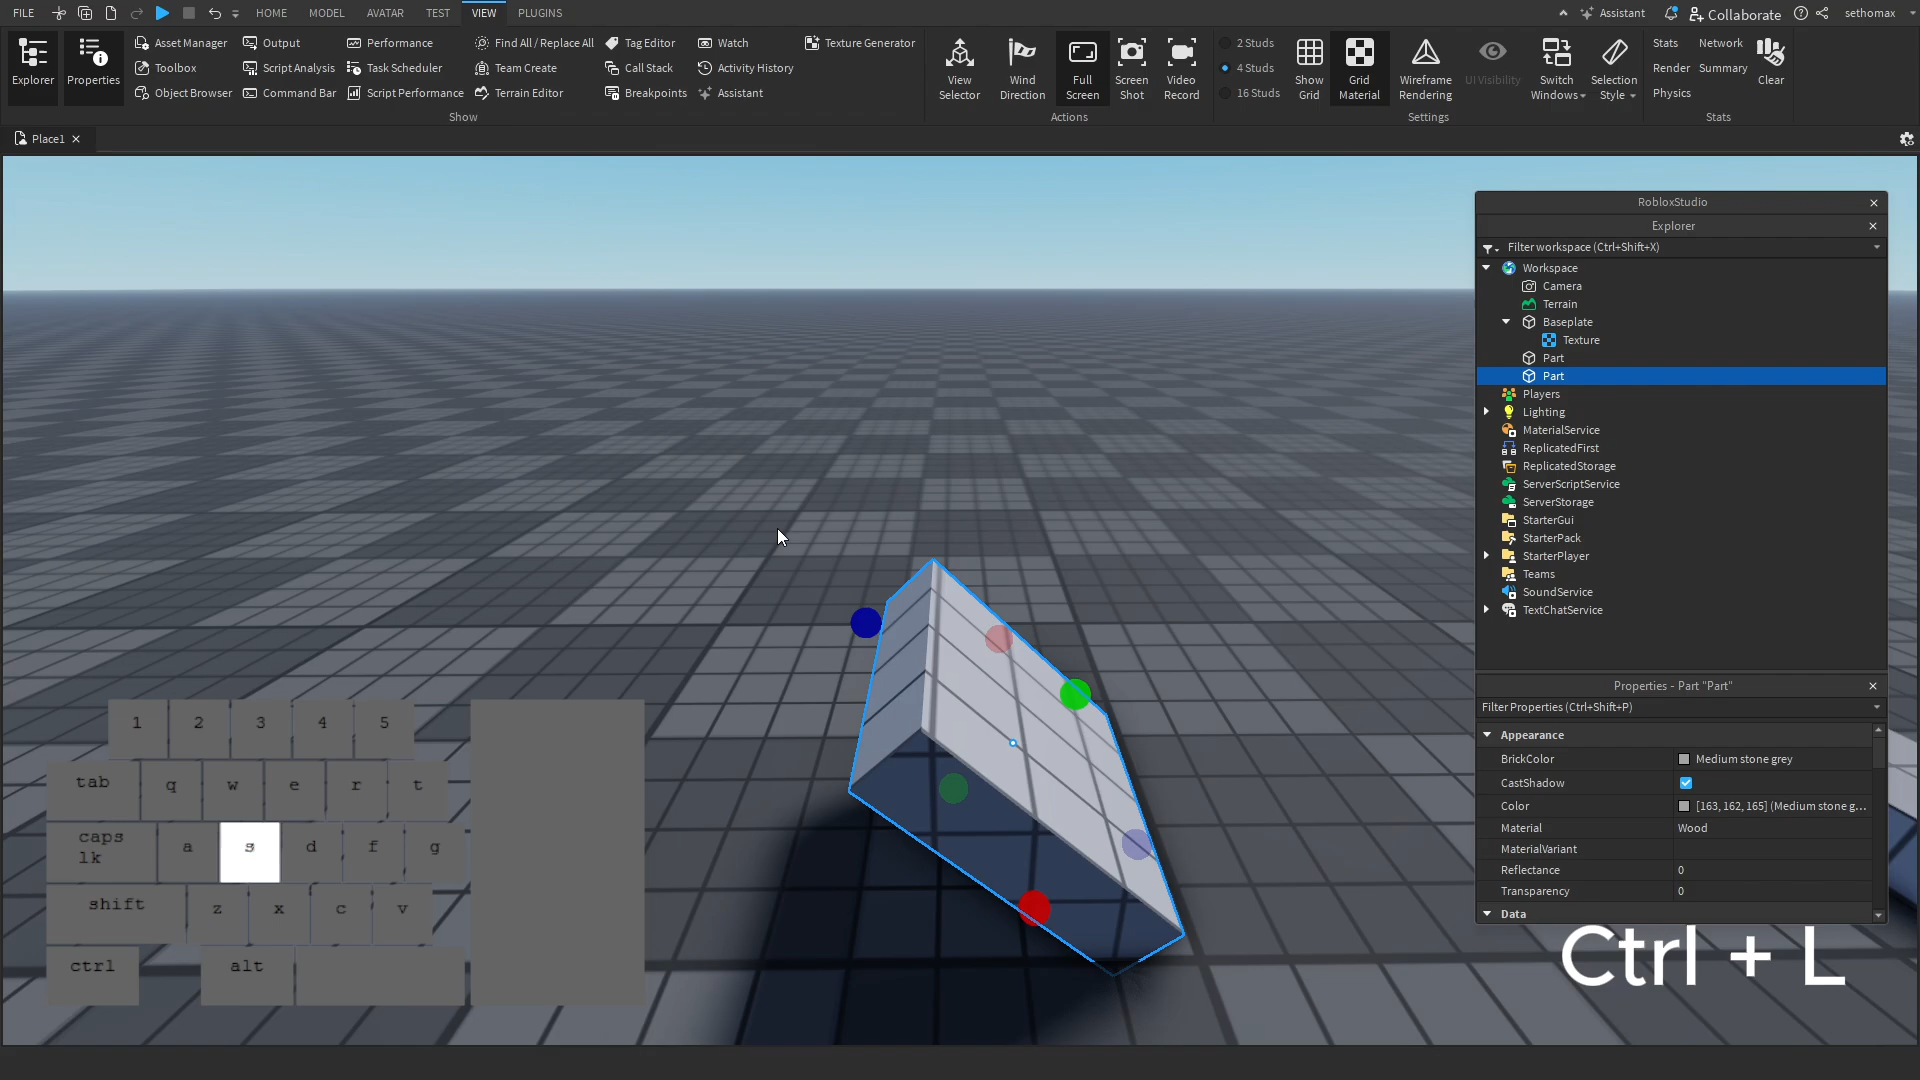 FILE HOME MODEL AVATAR TEST VIEW PLUGINS Assistant Collaborate sethomax
Explorer
Properties
Asset Manager
Toolbox
Object Browser
Output
Script Analysis
Command Bar
Performance
Task Scheduler
Script Performance
Find All / Replace All
Team Create
Terrain Editor
Tag Editor
Call Stack
Breakpoints
Watch
Activity History
Assistant
Texture Generator
Show
View
Selector
Wind
Direction
Full
Screen
Screen
Shot
Video
Record
Actions
2 Studs
4 Studs
16 Studs
Show
Grid
Grid
Material
Wireframe
Rendering
UI Visibility
Switch
Windows
Selection
Style
Settings
Stats
Render
Physics
Network
Summary
Clear
Stats
Place1
RobloxStudio
Explorer
Filter workspace (Ctrl+Shift+X)
Workspace
Camera
Terrain
Baseplate
Texture
Part
Part
Players
Lighting
MaterialService
ReplicatedFirst
ReplicatedStorage
ServerScriptService
ServerStorage
StarterGui
StarterPack
StarterPlayer
Teams
SoundService
TextChatService
Properties - Part "Part"
Filter Properties (Ctrl+Shift+P)
Appearance
BrickColor Medium stone grey
CastShadow
Color [163, 162, 165] (Medium stone g...
Material Wood
MaterialVariant
Reflectance 0
Transparency 0
Data
1 2 3 4 5
tab q w e r t
caps
lk
a s d f g
shift z x c v
ctrl alt
Ctrl + L